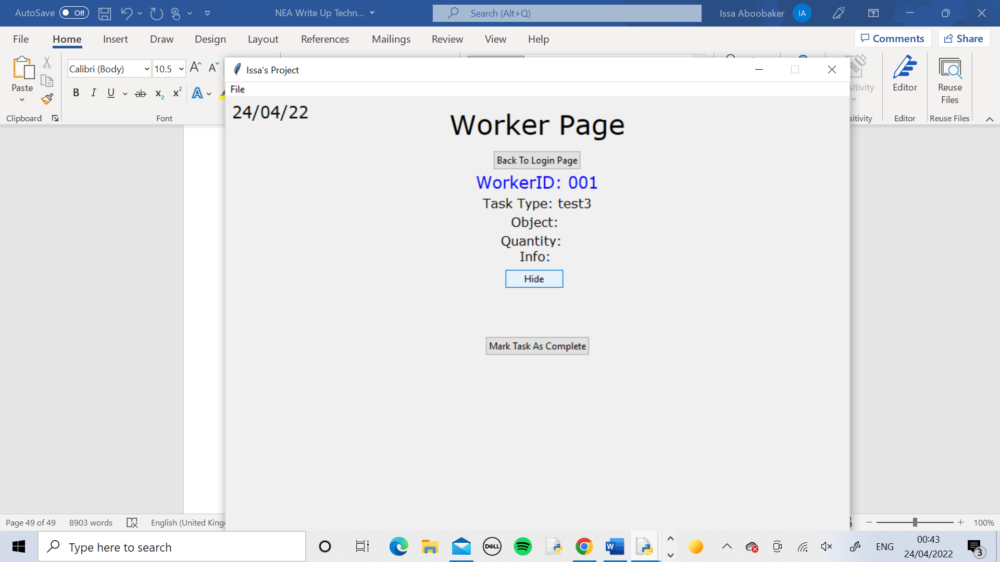 AutoSave Off NEA Write Up Techn... Search (Alt+Q) Issa Aboobaker IA
File Home Insert Draw Design Layout References Mailings Review View Help Comments Share
Calibri (Body) 10.5
Paste
B I U ab x2 x2 A
Clipboard Font
Issa's Project
File
24/04/22
Worker Page
Back To Login Page
WorkerID: 001
Task Type: test3
Object:
Quantity:
Info:
Hide
Mark Task As Complete
Editor Reuse Files
Editor Reuse Files
Page 49 of 49 8903 words English (United King 100%
Type here to search DELL W ENG 00:43
24/04/2022 3